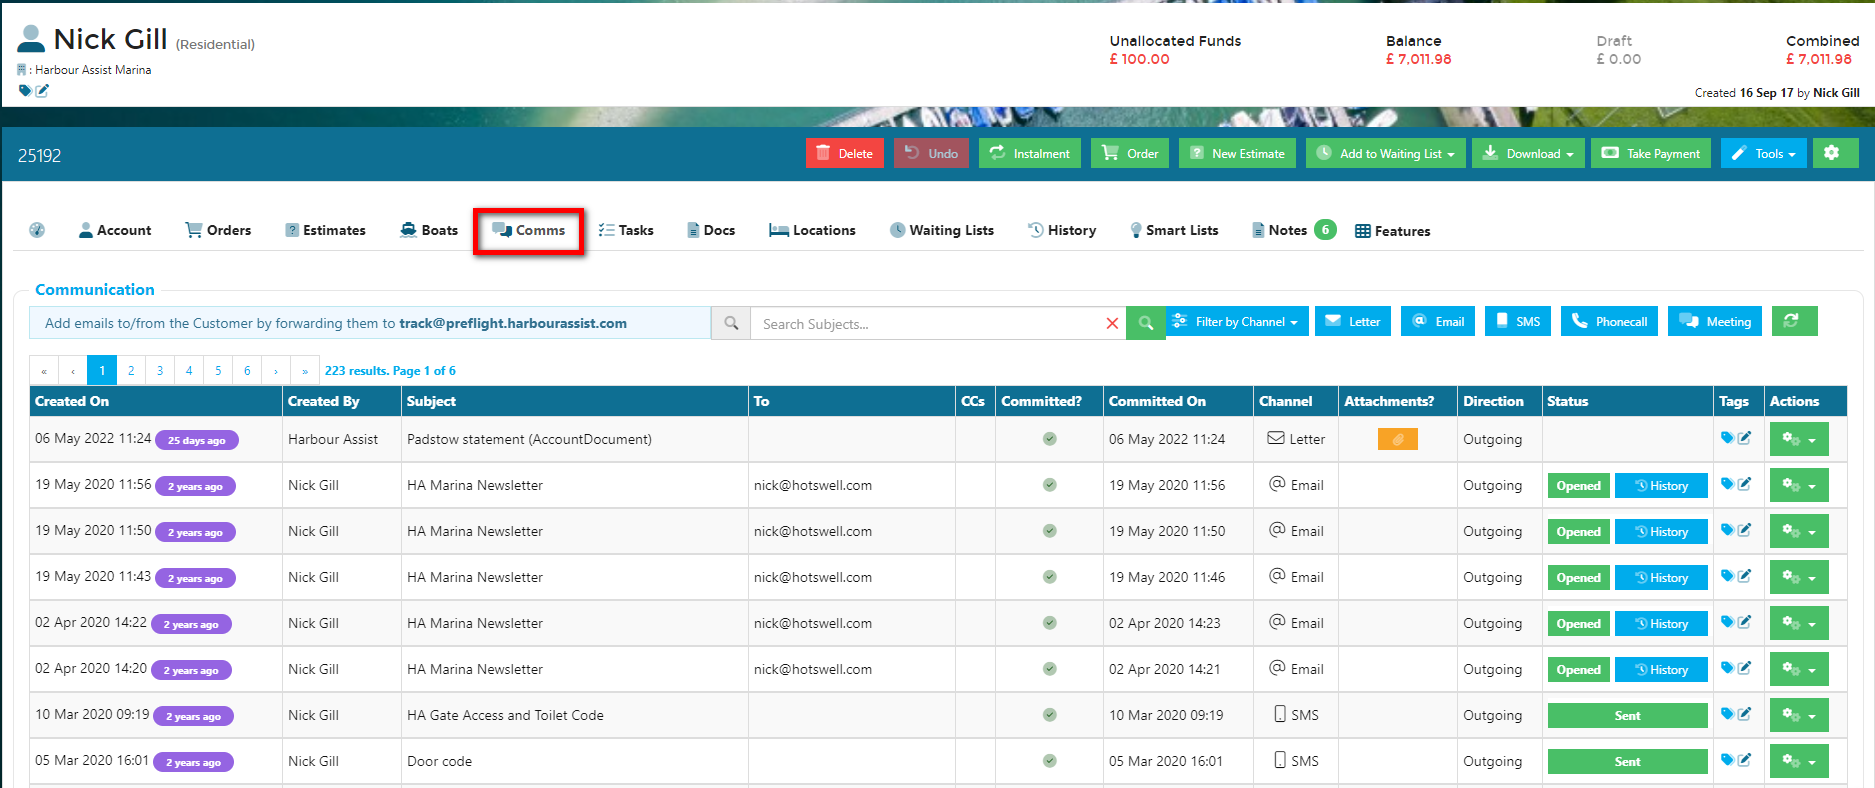 Nick Gill (Residential)
: Harbour Assist Marina
Unallocated Funds
£ 100.00
Balance
£ 7,011.98
Draft
£ 0.00
Combined
£ 7,011.98
Created 16 Sep 17 by Nick Gill
25192 Delete Undo Instalment Order New Estimate Add to Waiting List Download Take Payment Tools
Account Orders Estimates Boats Comms Tasks Docs Locations Waiting Lists History Smart Lists Notes 6 Features
Communication
Add emails to/from the Customer by forwarding them to track@preflight.harbourassist.com Search Subjects... Filter by Channel Letter Email SMS Phonecall Meeting
« ‹ 1 2 3 4 5 6 › » 223 results. Page 1 of 6
Created On Created By Subject To CCs Committed? Committed On Channel Attachments? Direction Status Tags Actions
06 May 2022 11:24 25 days ago Harbour Assist Padstow statement (AccountDocument) 06 May 2022 11:24 Letter Outgoing
19 May 2020 11:56 2 years ago Nick Gill HA Marina Newsletter nick@hotswell.com 19 May 2020 11:56 Email Outgoing Opened History
19 May 2020 11:50 2 years ago Nick Gill HA Marina Newsletter nick@hotswell.com 19 May 2020 11:50 Email Outgoing Opened History
19 May 2020 11:43 2 years ago Nick Gill HA Marina Newsletter nick@hotswell.com 19 May 2020 11:46 Email Outgoing Opened History
02 Apr 2020 14:22 2 years ago Nick Gill HA Marina Newsletter nick@hotswell.com 02 Apr 2020 14:23 Email Outgoing Opened History
02 Apr 2020 14:20 2 years ago Nick Gill HA Marina Newsletter nick@hotswell.com 02 Apr 2020 14:21 Email Outgoing Opened History
10 Mar 2020 09:19 2 years ago Nick Gill HA Gate Access and Toilet Code 10 Mar 2020 09:19 SMS Outgoing Sent
05 Mar 2020 16:01 2 years ago Nick Gill Door code 05 Mar 2020 16:01 SMS Outgoing Sent